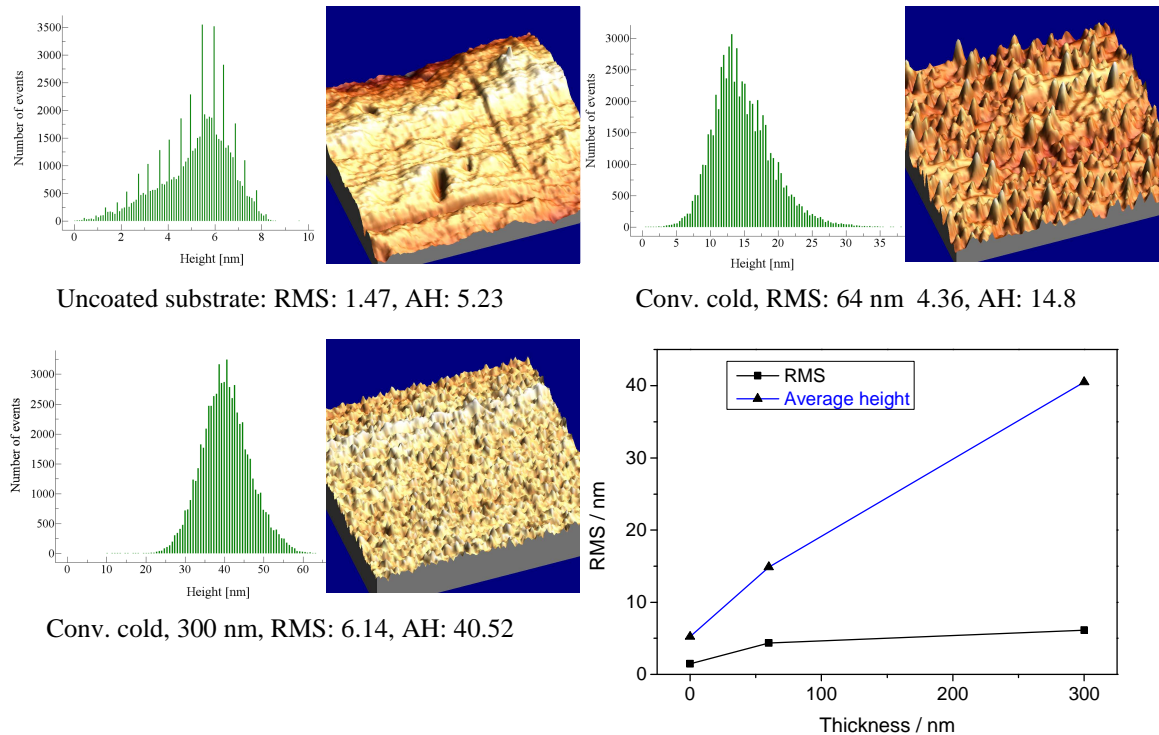 3500
3000
2500
2000
1500
1000
500
0
Number of events
0 2 4 6 8 10
Height [nm]
3000
2500
2000
1500
1000
500
0
Number of events
0 5 10 15 20 25 30 35
Height [nm]
Uncoated substrate: RMS: 1.47, AH: 5.23
Conv. cold, RMS: 64 nm  4.36, AH: 14.8
3000
2500
2000
1500
1000
500
0
Number of events
0 10 20 30 40 50 60
Height [nm]
Conv. cold, 300 nm, RMS: 6.14, AH: 40.52
RMS
Average height
40
30
20
10
0
RMS / nm
0 100 200 300
Thickness / nm